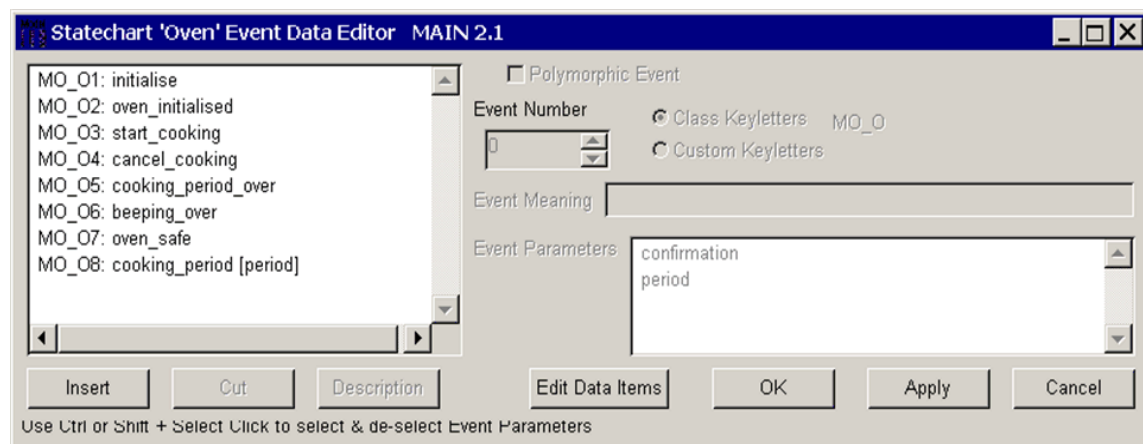 Statechart 'Oven' Event Data Editor MAIN 2.1
MO_O1: initialise
MO_O2: oven_initialised
MO_O3: start_cooking
MO_O4: cancel_cooking
MO_O5: cooking_period_over
MO_O6: beeping_over
MO_O7: oven_safe
MO_O8: cooking_period [period]
Polymorphic Event
Event Number
0
Class Keyletters MO_O
Custom Keyletters
Event Meaning
Event Parameters
confirmation
period
Insert Cut Description Edit Data Items OK Apply Cancel
Use Ctrl or Shift + Select Click to select & de-select Event Parameters